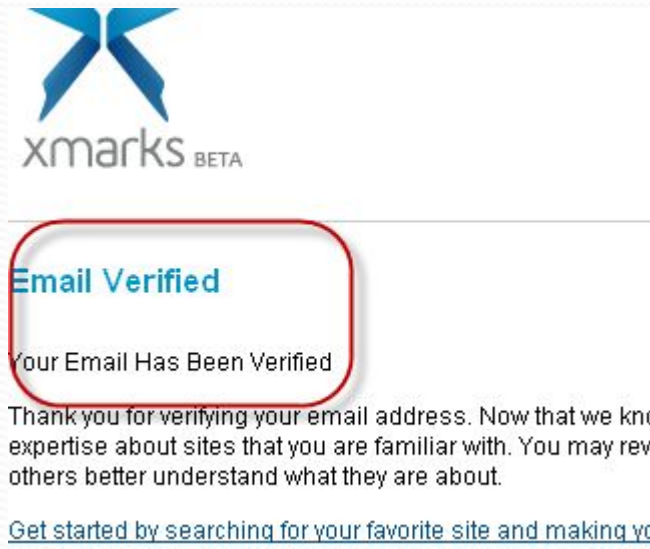 xmarks BETA
Email Verified
Your Email Has Been Verified
Thank you for verifying your email address. Now that we
expertise about sites that you are familiar with. You may
others better understand what they are about.
Get started by searching for your favorite site and making